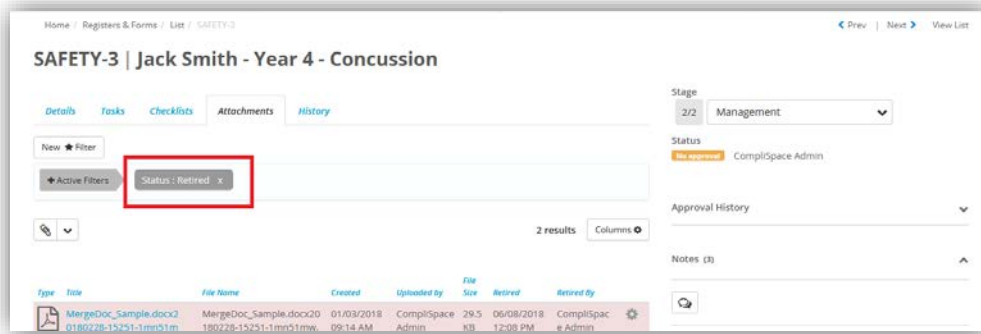 Home / Registers & Forms / List / SAFETY-3
Prev | Next View List
SAFETY-3 | Jack Smith - Year 4 - Concussion
Details Tasks Checklists Attachments History
New Filter
Active Filters Status : Retired x
2 results Columns
Type Title File Name Created Uploaded by File Size Retired Retired By
MergeDoc_Sample.docx2 MergeDoc_Sample.docx20 01/03/2018 CompliSpace 29.5 06/08/2018 CompliSpac
0180228-15251-1mn51m 180228-15251-1mn51mw. 09:14 AM Admin KB 12:08 PM e Admin
Stage
2/2 Management
Status
No approval CompliSpace Admin
Approval History
Notes (3)